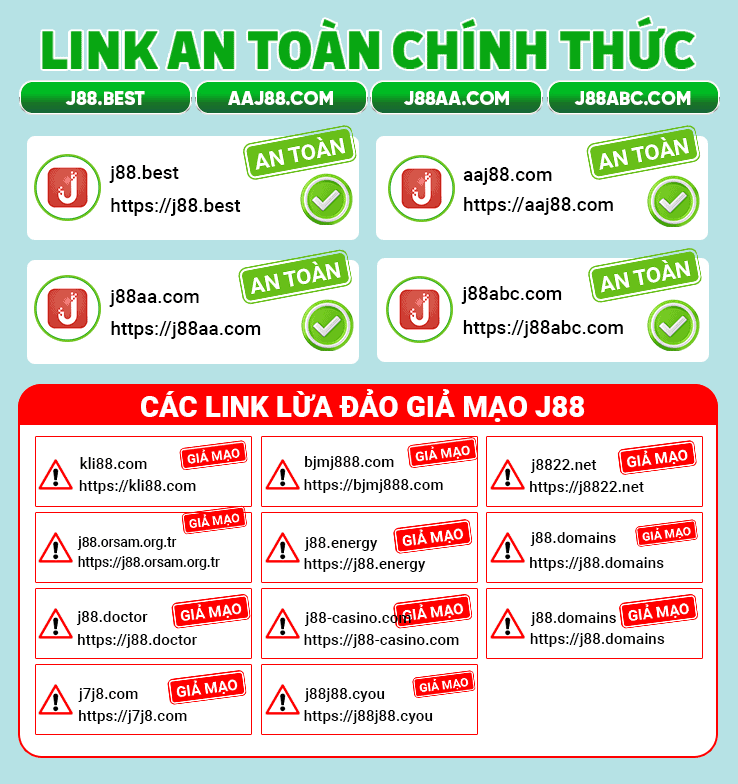 LINK AN TOÀN CHÍNH THỨC
J88.BEST
AAJ88.COM
J88AA.COM
J88ABC.COM
AN TOÀN
j88.best
https://j88.best
AN TOÀN
aaj88.com
https://aaj88.com
AN TOÀN
j88aa.com
https://j88aa.com
AN TOÀN
j88abc.com
https://j88abc.com
CÁC LINK LỪA ĐẢO GIẢ MẠO J88
GIẢ MẠO
kli88.com
https://kli88.com
GIẢ MẠO
bjmj888.com
https://bjmj888.com
GIẢ MẠO
j8822.net
https://j8822.net
GIẢ MẠO
j88.orsam.org.tr
https://j88.orsam.org.tr
GIẢ MẠO
j88.energy
https://j88.energy
GIẢ MẠO
j88.domains
https://j88.domains
GIẢ MẠO
j88.doctor
https://j88.doctor
GIẢ MẠO
j88-casino.com
https://j88-casino.com
GIẢ MẠO
j88.domains
https://j88.domains
GIẢ MẠO
j7j8.com
https://j7j8.com
GIẢ MẠO
j88j88.cyou
https://j88j88.cyou